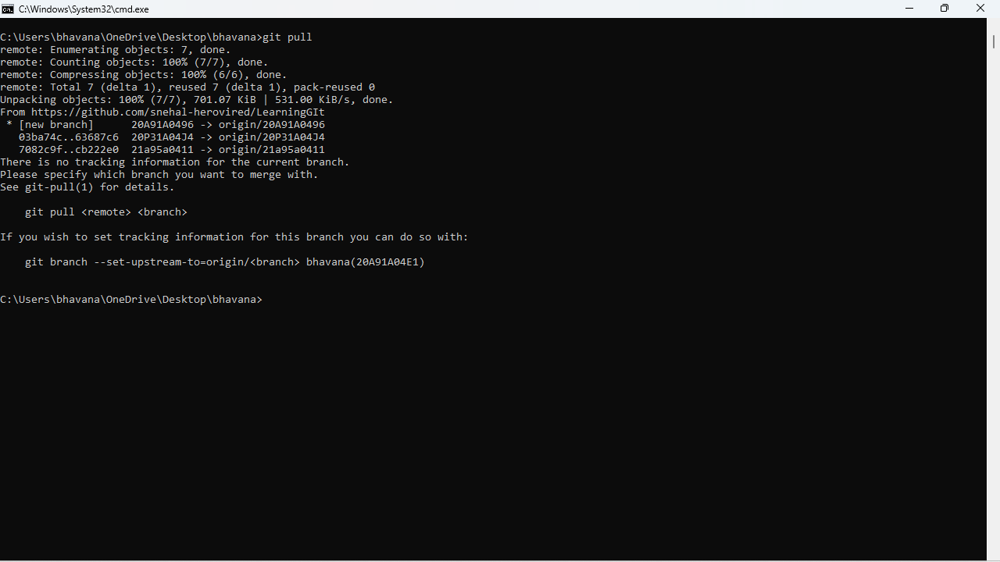 C:\Windows\System32\cmd.exe
C:\Users\bhavana\OneDrive\Desktop\bhavana>git pull
remote: Enumerating objects: 7, done.
remote: Counting objects: 100% (7/7), done.
remote: Compressing objects: 100% (6/6), done.
remote: Total 7 (delta 1), reused 7 (delta 1), pack-reused 0
Unpacking objects: 100% (7/7), 701.07 KiB | 531.00 KiB/s, done.
From https://github.com/snehal-herovired/LearningGIt
 * [new branch]      20A91A0496 -> origin/20A91A0496
   03ba74c..63687c6  20P31A04J4 -> origin/20P31A04J4
   7082c9f..cb222e0  21a95a0411 -> origin/21a95a0411
There is no tracking information for the current branch.
Please specify which branch you want to merge with.
See git-pull(1) for details.
    git pull <remote> <branch>
If you wish to set tracking information for this branch you can do so with:
    git branch --set-upstream-to=origin/<branch> bhavana(20A91A04E1)
C:\Users\bhavana\OneDrive\Desktop\bhavana>